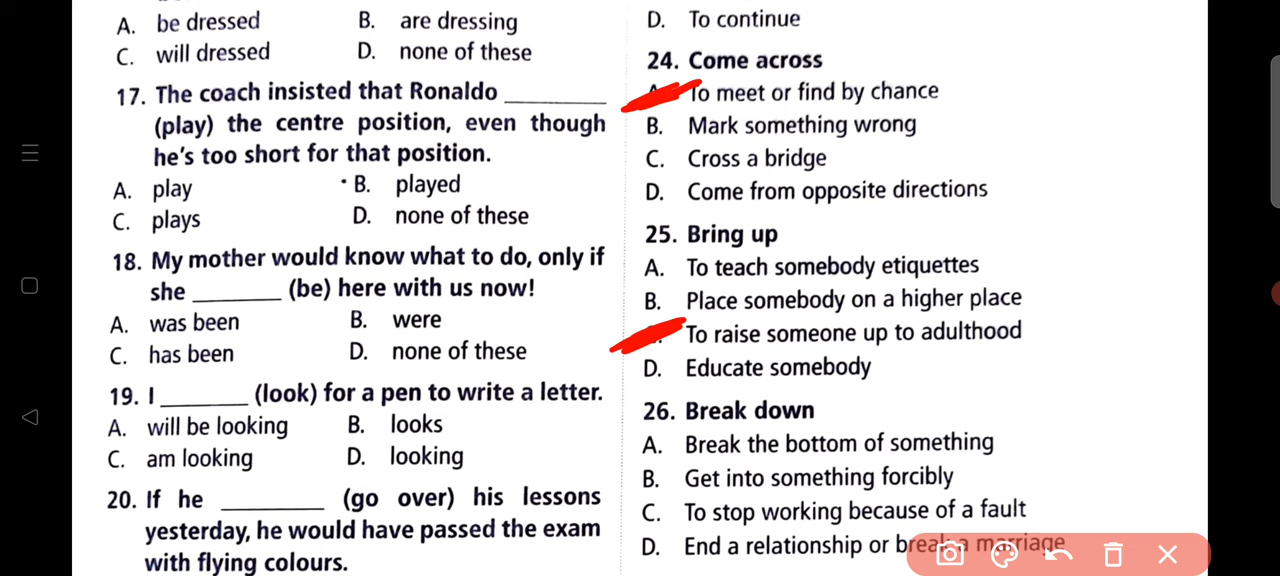 A. be dressed B. are dressing
C. will dressed D. none of these
17. The coach insisted that Ronaldo ________
(play) the centre position, even though
he's too short for that position.
A. play B. played
C. plays D. none of these
18. My mother would know what to do, only if
she ________ (be) here with us now!
A. was been B. were
C. has been D. none of these
19. I ________ (look) for a pen to write a letter.
A. will be looking B. looks
C. am looking D. looking
20. If he ________ (go over) his lessons
yesterday, he would have passed the exam
with flying colours.
D. To continue
24. Come across
To meet or find by chance
B. Mark something wrong
C. Cross a bridge
D. Come from opposite directions
25. Bring up
A. To teach somebody etiquettes
B. Place somebody on a higher place
To raise someone up to adulthood
D. Educate somebody
26. Break down
A. Break the bottom of something
B. Get into something forcibly
C. To stop working because of a fault
D. End a relationship or break a marriage